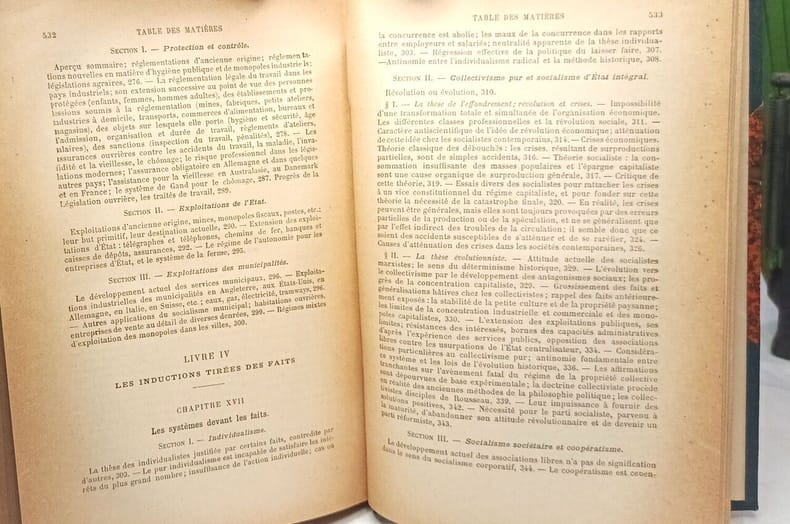 532 TABLE DES MATIÈRES
SECTION I. — Protection et contrôle.
Aperçu sommaire; réglementations d'ancienne origine; réglementa-
tions nouvelles en matière d'hygiène publique et de monopoles industriels;
législations agraires, 276. — La réglementation légale du travail dans les
pays industriels; son extension successive au point de vue des personnes
protégées (enfants, femmes, hommes adultes), des établissements et pro-
fessions soumis à la réglementation (mines, fabriques, petits ateliers,
industries à domicile, transports, commerces d'alimentation, bureaux et
magasins), des objets sur lesquels elle porte (hygiène et sécurité, âge
d'admission, organisation et durée de travail, règlements d'ateliers,
salaires), des sanctions (inspection du travail, pénalités), 278. — Les
assurances ouvrières contre les accidents du travail, la maladie, l'inva-
lidité et la vieillesse, le chômage; le risque professionnel dans les légis-
lations modernes; l'assurance obligatoire en Allemagne et dans quelques
autres pays; l'assistance pour la vieillesse en Australasie, au Danemark
et en France; le système de Gand pour le chômage, 287. Progrès de la
Législation ouvrière, les traités de travail, 289.
SECTION II. — Exploitations de l'État.
Exploitations d'ancienne origine, mines, monopoles fiscaux, postes, etc.;
leur but primitif, leur destination actuelle, 290. — Extension des exploi-
tations d'État : télégraphes et téléphones, chemins de fer, banques et
caisses de dépôts, assurances, 292. — Le régime de l'autonomie pour les
entreprises d'État, et le système de la ferme, 295.
SECTION III. — Exploitations des municipalités.
Le développement actuel des services municipaux, 296. — Exploita-
tions industrielles des municipalités en Angleterre, aux États-Unis, en
Allemagne, en Italie, en Suisse, etc.; eaux, gaz, électricité, tramways, 296.
— Autres applications du socialisme municipal; habitations ouvrières,
entreprises de vente au détail de diverses denrées, 299. — Régimes mixtes
d'exploitation des monopoles dans les villes, 300.
LIVRE IV
LES INDUCTIONS TIRÉES DES FAITS
CHAPITRE XVII
Les systèmes devant les faits.
SECTION I. — Individualisme.
La thèse des individualistes justifiée par certains faits, contredite par
d'autres, 302. — Le pur individualisme est incapable de satisfaire les inté-
rêts du plus grand nombre; insuffisance de l'action individuelle; cas où
TABLE DES MATIÈRES 533
la concurrence est abolie; les maux de la concurrence dans les rapports
entre employeurs et salariés; neutralité apparente de la thèse individua-
liste, 303. — Régression effective de la politique du laisser faire, 307.
— Antinomie entre l'individualisme radical et la méthode historique, 308.
SECTION II. — Collectivisme pur et socialisme d'État intégral.
Révolution ou évolution, 310.
§ I. — La thèse de l'effondrement; révolution et crises. — Impossibilité
d'une transformation totale et simultanée de l'organisation économique.
Les différentes classes professionnelles et la révolution sociale, 311. —
Caractère antiscientifique de l'idée de révolution économique; atténuation
de cette idée chez les socialistes contemporains, 314. — Crises économiques.
Théorie classique des débouchés : les crises, résultant de surproductions
partielles, sont de simples accidents, 316. — Théorie socialiste : la con-
sommation insuffisante des masses populaires et l'épargne capitaliste
sont une cause organique de surproduction générale, 317. — Critique de
cette théorie, 319. — Essais divers des socialistes pour rattacher les crises
à un vice constitutionnel du régime capitaliste, et pour fonder sur cette
théorie la nécessité de la catastrophe finale, 320. — En réalité, les crises
peuvent être générales, mais elles sont toujours provoquées par des erreurs
partielles de la production ou de la spéculation, et ne se généralisent que
par l'effet indirect des troubles de la circulation; il semble donc que ce
soient des accidents susceptibles de s'atténuer et de se raréfier, 324. —
Causes d'atténuation des crises dans les sociétés contemporaines, 326.
§ II. — La thèse évolutionniste. — Attitude actuelle des socialistes
marxistes; le sens du déterminisme historique, 329. — L'évolution vers
le collectivisme par le développement des antagonismes sociaux; les pro-
grès de la concentration capitaliste, 329. — Grossissement des faits et
généralisations hâtives chez les collectivistes; rappel des faits antérieure-
ment exposés : la stabilité de la petite culture et de la propriété paysanne;
les limites de la concentration industrielle et commerciale et des mono-
poles capitalistes, 330. — L'extension des exploitations publiques, ses
limites; résistances des intéressés, bornes des capacités administratives
d'après l'expérience des services publics, opposition des associations
libres contre les usurpations de l'État centralisateur, 334. — Considéra-
tions particulières au collectivisme pur; antinomie fondamentale entre
ce système et les lois de l'évolution historique, 336. — Les affirmations
tranchantes sur l'avènement fatal du régime de la propriété collective
sont dépourvues de base expérimentale; la doctrine collectiviste procède
en réalité des anciennes méthodes de la philosophie politique; les collec-
tivistes disciples de Rousseau, 339. — Leur impuissance à fournir des
solutions positives, 342. — Nécessité pour le parti socialiste, parvenu à
la maturité, d'abandonner son attitude révolutionnaire et de devenir un
parti réformiste, 343.
SECTION III. — Socialisme sociétaire et coopératisme.
Le développement actuel des associations libres n'a pas de signification
dans le sens du socialisme corporatif, 344. — Le coopératisme est conen-